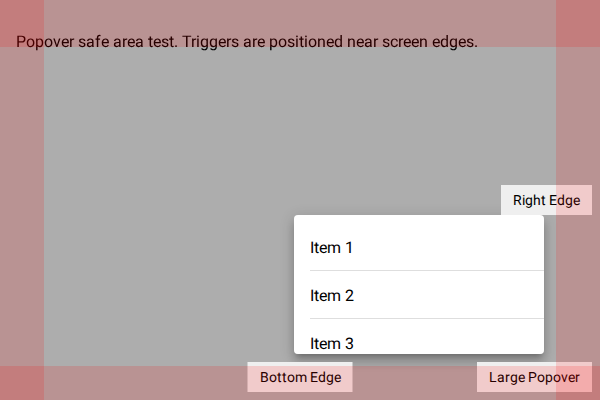 Popover safe area test. Triggers are positioned near screen edges.
Right Edge
Item 1
Item 2
Item 3
Bottom Edge
Large Popover